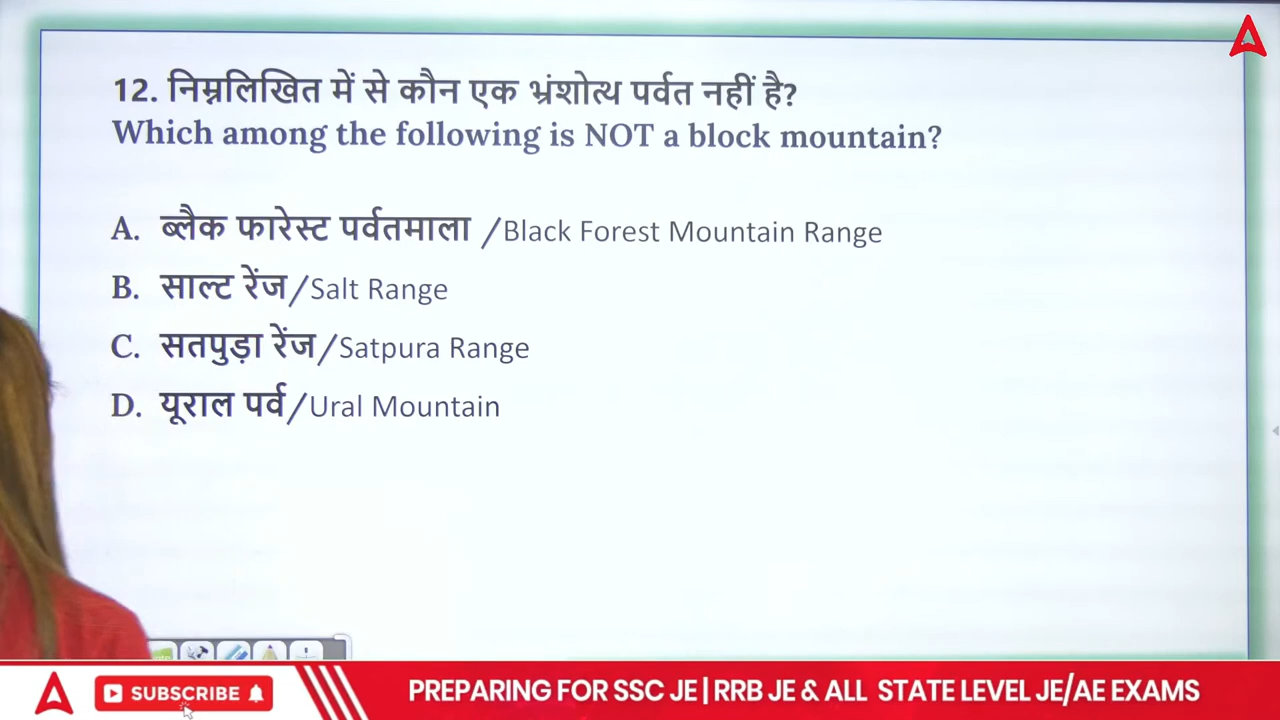 12. निम्नलिखित में से कौन एक भ्रंशोत्थ पर्वत नहीं है?
Which among the following is NOT a block mountain?
A. ब्लैक फारेस्ट पर्वतमाला /Black Forest Mountain Range
B. साल्ट रेंज/Salt Range
C. सतपुड़ा रेंज/Satpura Range
D. यूराल पर्व/Ural Mountain
SUBSCRIBE
PREPARING FOR SSC JE | RRB JE & ALL STATE LEVEL JE/AE EXAMS